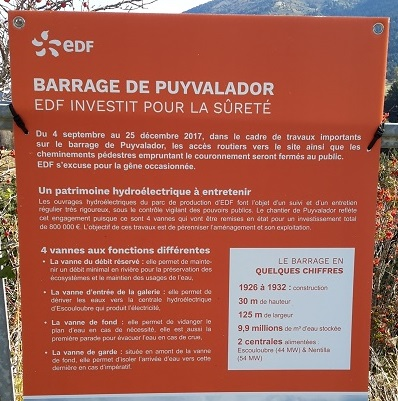 eDF
BARRAGE DE PUYVALADOR
EDF INVESTIT POUR LA SÛRETÉ
Du 4 septembre au 25 décembre 2017, dans le cadre de travaux importants
sur le barrage de Puyvalador, les accès routiers vers le site ainsi que les
cheminements pédestres empruntant le couronnement seront fermés au public.
EDF s'excuse pour la gêne occasionnée.
Un patrimoine hydroélectrique à entretenir
Les ouvrages hydroélectriques du parc de production d'EDF font l'objet d'un suivi et d'un entretien
régulier très rigoureux, sous le contrôle vigilant des pouvoirs publics. Le chantier de Puyvalador reflète
cet engagement puisque ce sont 4 vannes qui vont être remises en état pour un investissement total
de 800 000 €. L'objectif de ces travaux est de pérenniser l'aménagement et son exploitation.
4 vannes aux fonctions différentes
• La vanne du débit réservé : elle permet de mainte-
nir un débit minimal en rivière pour la préservation des
écosystèmes et le maintien des usages de l'eau,
• La vanne d'entrée de la galerie : elle permet de
dériver les eaux vers la centrale hydroélectrique
d'Escouloubre qui produit l'électricité,
• La vanne de fond : elle permet de vidanger le
plan d'eau en cas de nécessité, elle est aussi la
première parade pour évacuer l'eau en cas de crue,
• La vanne de garde : située en amont de la vanne
de fond, elle permet d'isoler l'arrivée d'eau vers cette
dernière en cas d'impératif.
LE BARRAGE EN
QUELQUES CHIFFRES
1926 à 1932 : construction
30 m de hauteur
125 m de largeur
9,9 millions de m³ d'eau stockée
2 centrales alimentées :
Escouloubre (44 MW) & Nentilla
(54 MW)